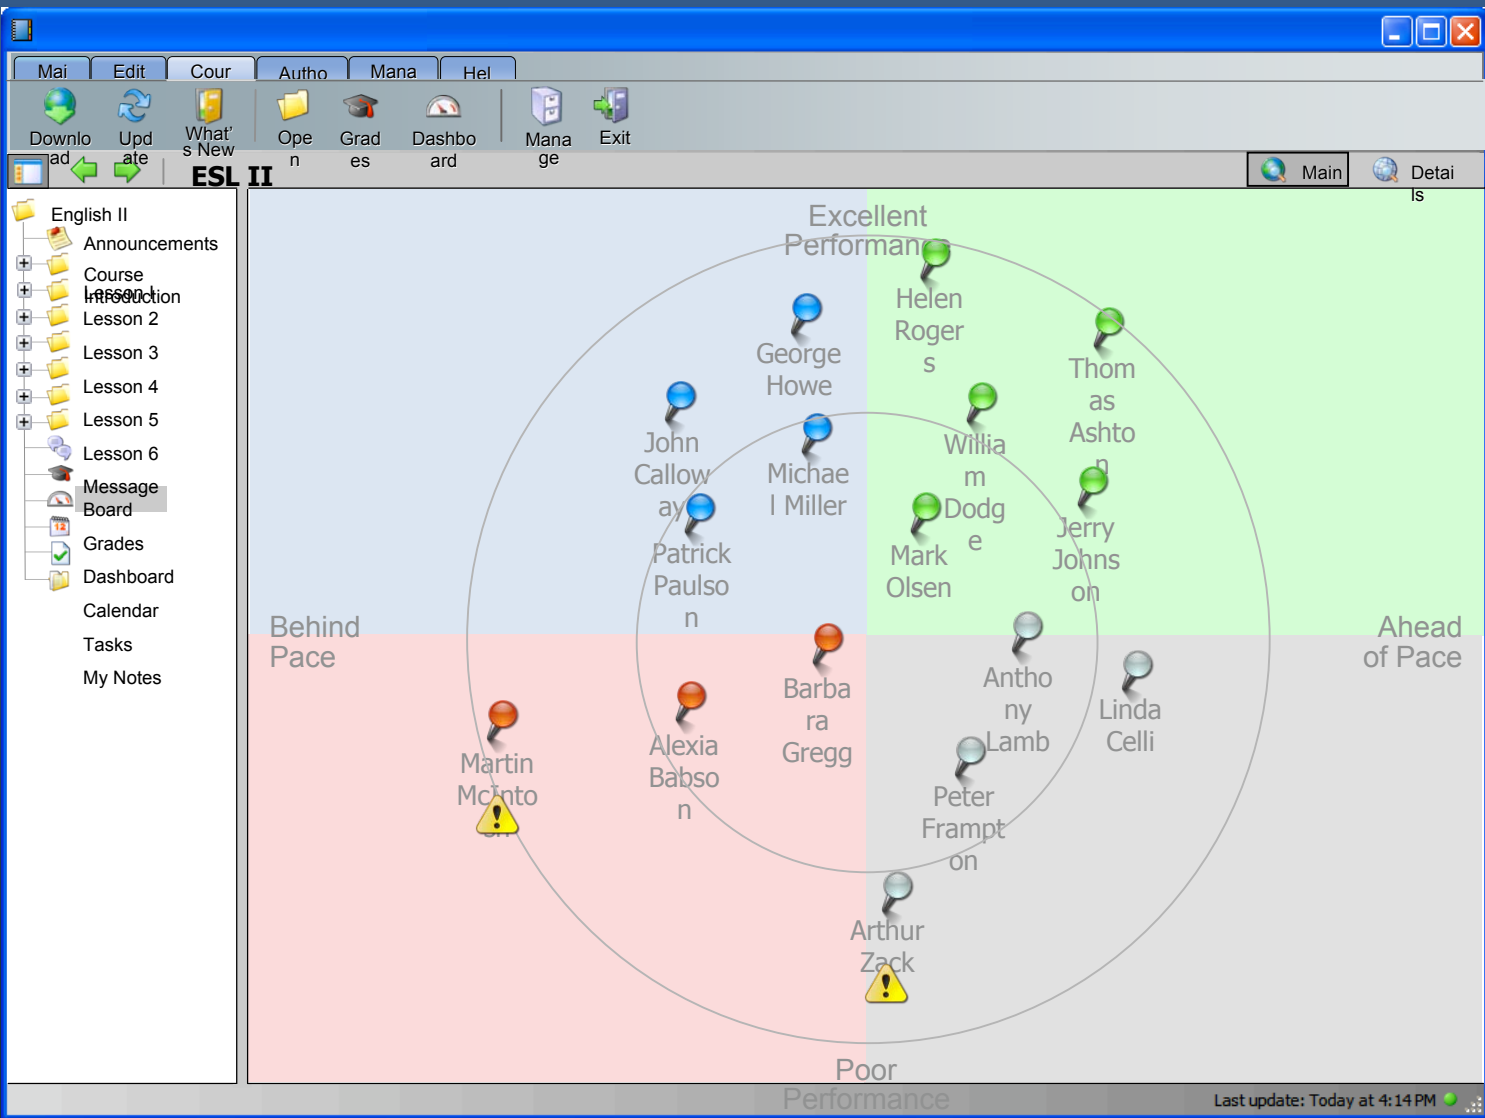 Mai Edit Cour Autho Mana Hel
Downlo Upd What' Ope Grad Dashbo Mana Exit
ad ate s New n es ard ge
ESL II
Main Detai
ls
English II
Announcements
Course
Introduction
Lesson 1
Lesson 2
Lesson 3
Lesson 4
Lesson 5
Lesson 6
Message
Board
Grades
Dashboard
Calendar
Tasks
My Notes
12
Excellent
Performance
Helen
Roger
s
George
Howe
Thom
as
Ashto
n
John
Callow
ay
Michae
l Miller
Willia
m
Dodg
e
Patrick
Paulso
n
Mark
Olsen
Jerry
Johns
on
Behind
Pace
Ahead
of Pace
Barba
ra
Gregg
Antho
ny
Lamb
Linda
Celli
Martin
McInto
sh
Alexia
Babso
n
Peter
Frampt
on
Arthur
Zack
Poor
Performance
Last update: Today at 4:14 PM